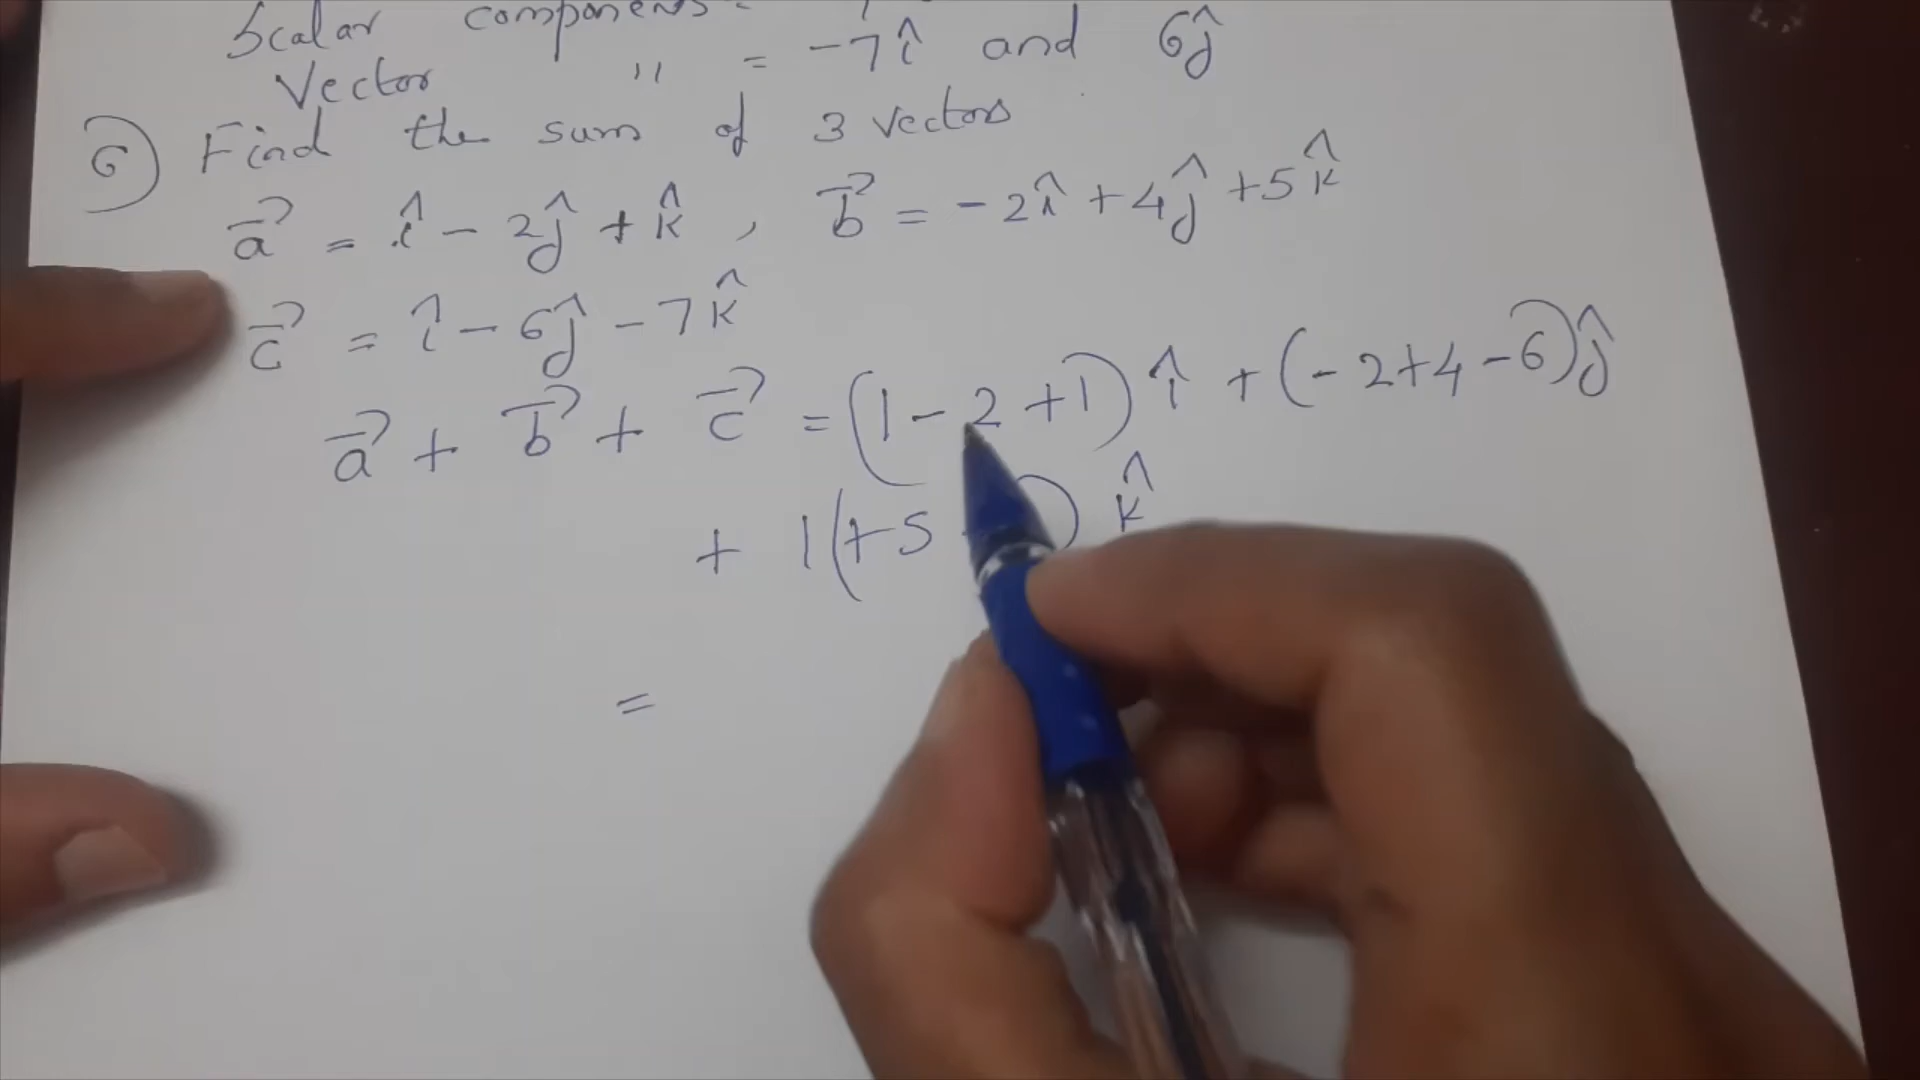 Scalar components
Vector " = -7î and 6ĵ
6) Find the sum of 3 vectors
a⃗ = î - 2ĵ + k̂ , b⃗ = -2î + 4ĵ + 5k̂
c⃗ = î - 6ĵ - 7k̂
a⃗ + b⃗ + c⃗ = (1 - 2 + 1) î + (-2 + 4 - 6) ĵ
+ 1(+5 ) k̂
=